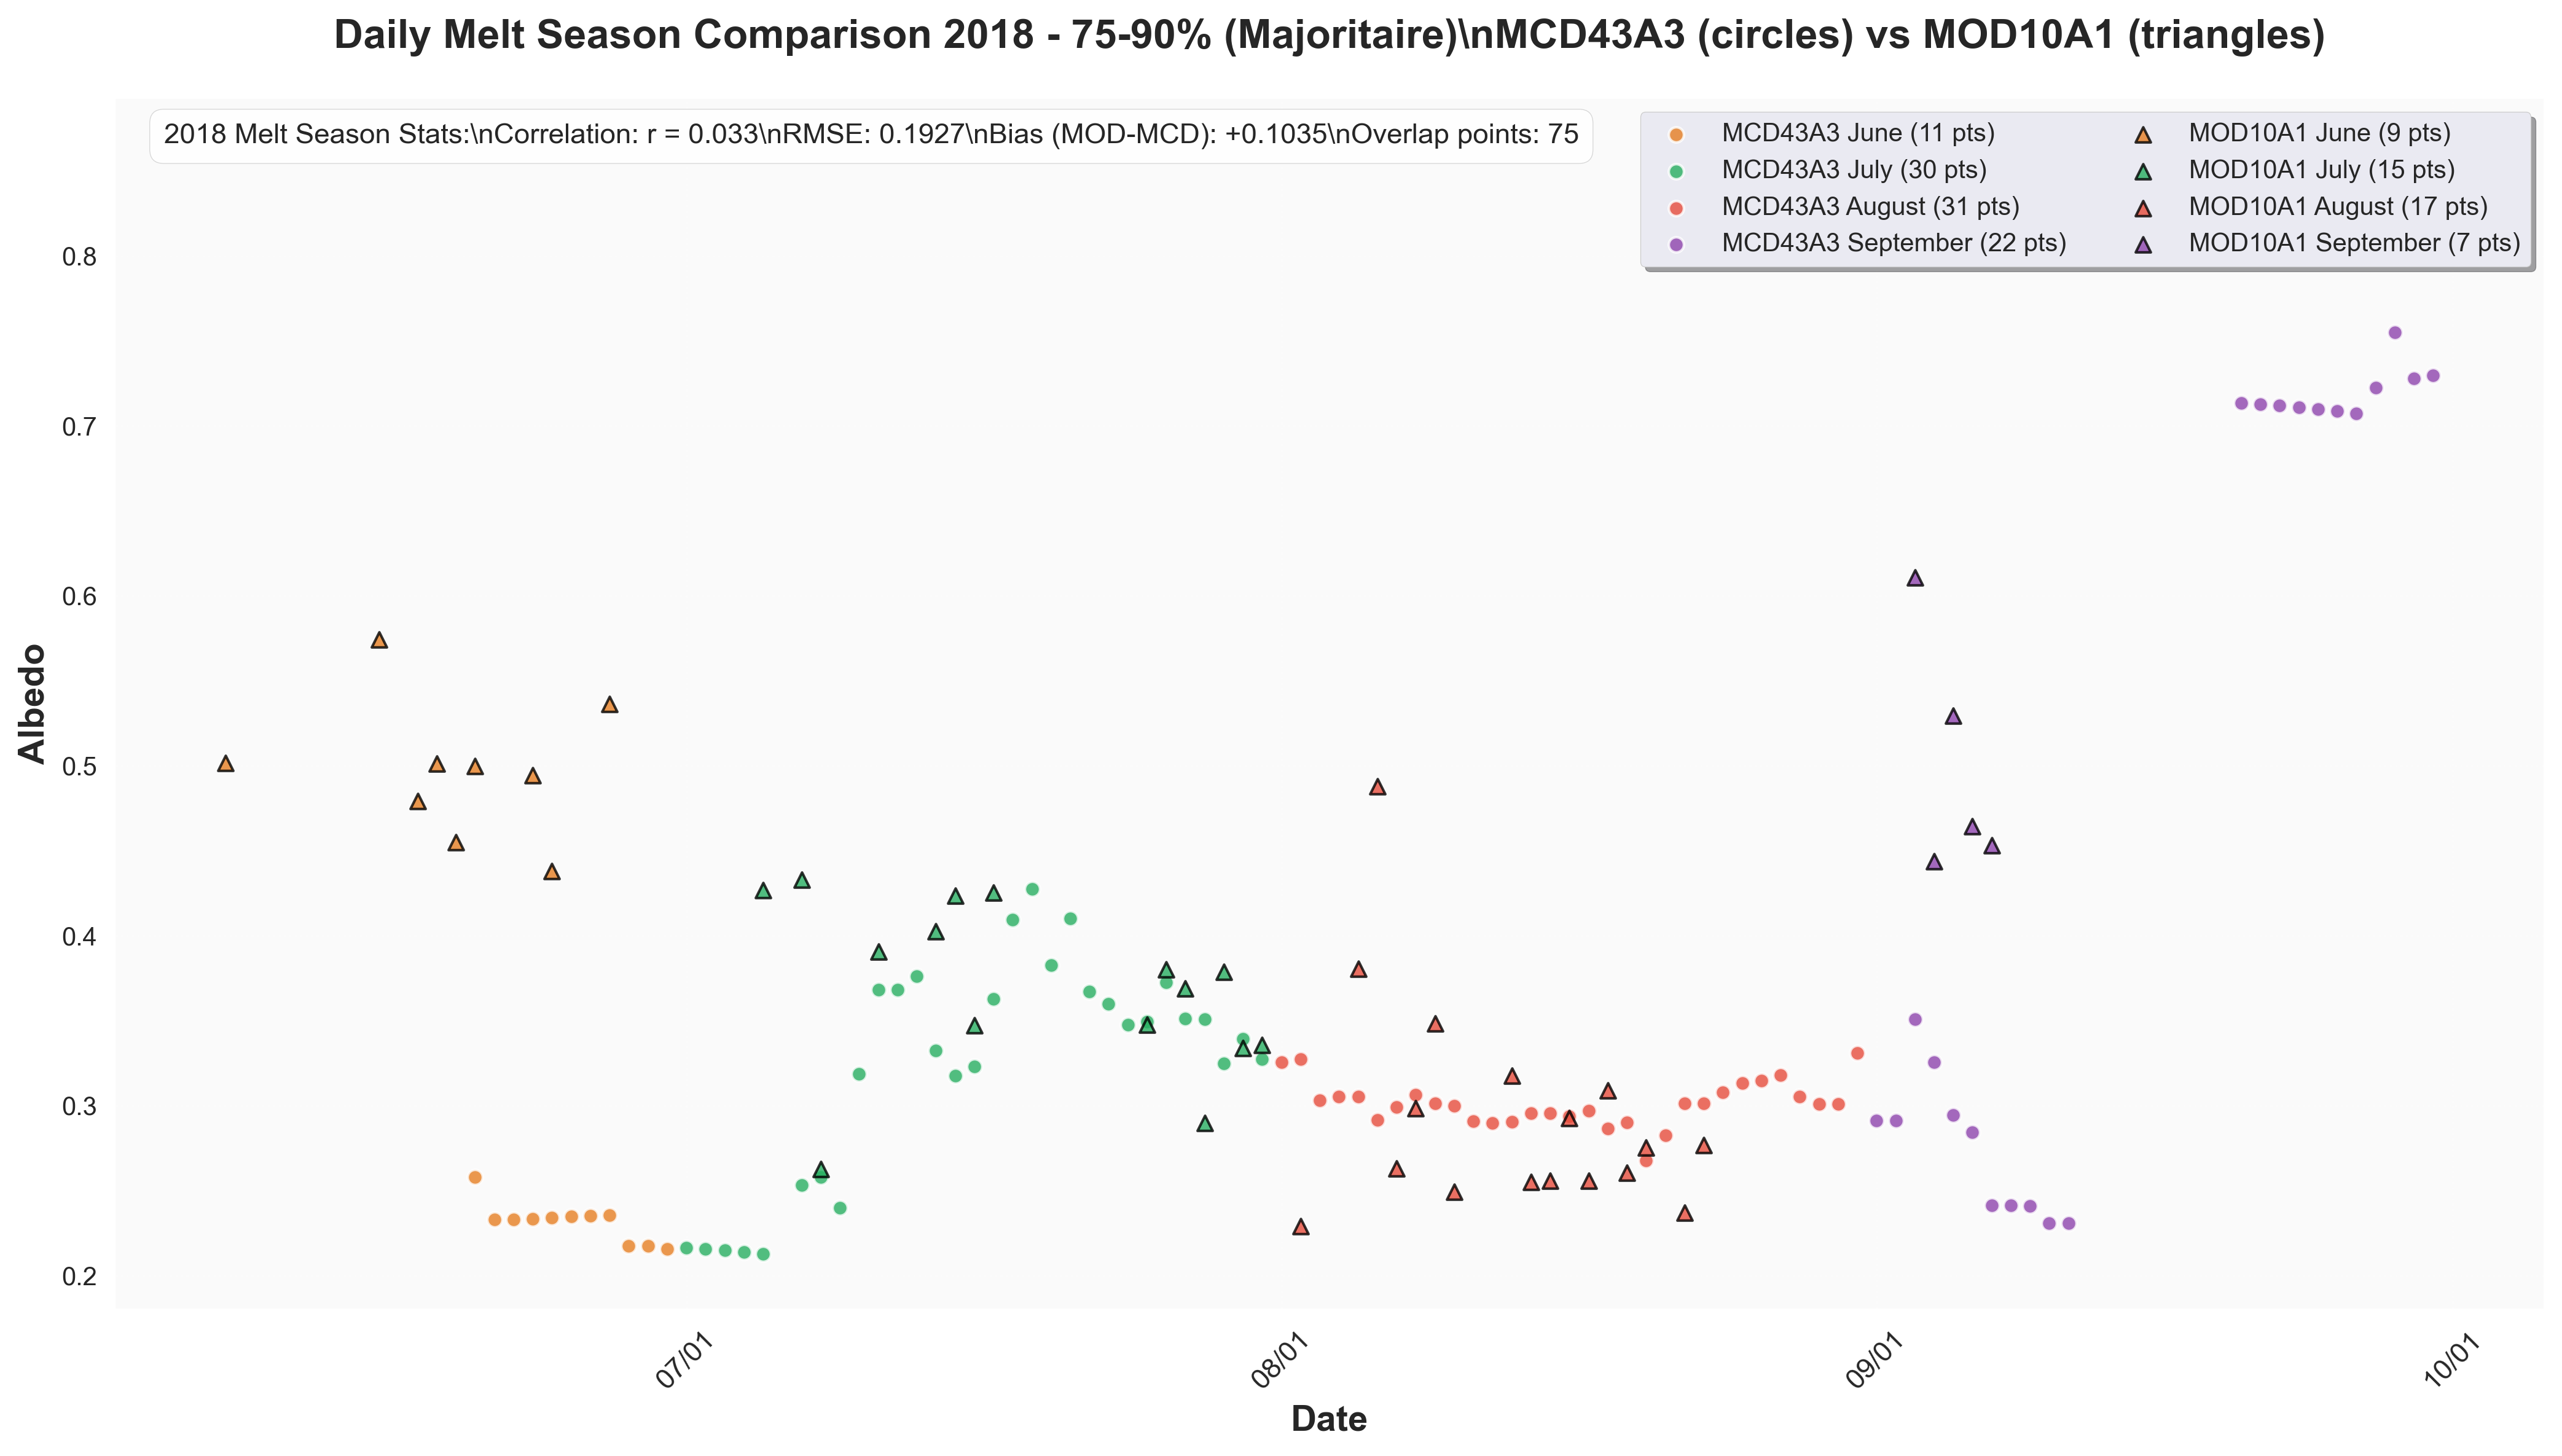 Daily Melt Season Comparison 2018 - 75-90% (Majoritaire)\nMCD43A3 (circles) vs MOD10A1 (triangles)
2018 Melt Season Stats:\nCorrelation: r = 0.033\nRMSE: 0.1927\nBias (MOD-MCD): +0.1035\nOverlap points: 75
MCD43A3 June (11 pts)
MCD43A3 July (30 pts)
MCD43A3 August (31 pts)
MCD43A3 September (22 pts)
MOD10A1 June (9 pts)
MOD10A1 July (15 pts)
MOD10A1 August (17 pts)
MOD10A1 September (7 pts)
Albedo
0.8
0.7
0.6
0.5
0.4
0.3
0.2
07/01
08/01
09/01
10/01
Date